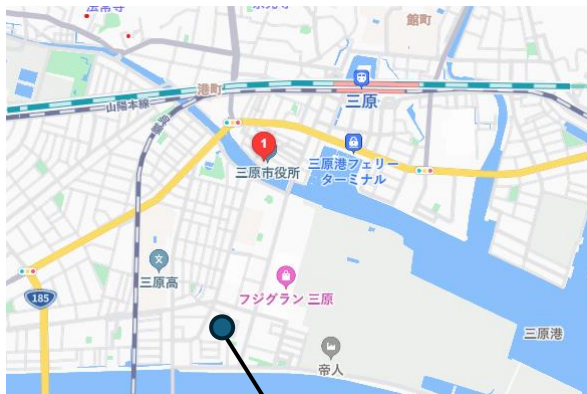 館町
港町
山陽本線
三原
1
三原市役所
三原港フェリー
ターミナル
三原高
フジグラン 三原
185
三原港
帝人